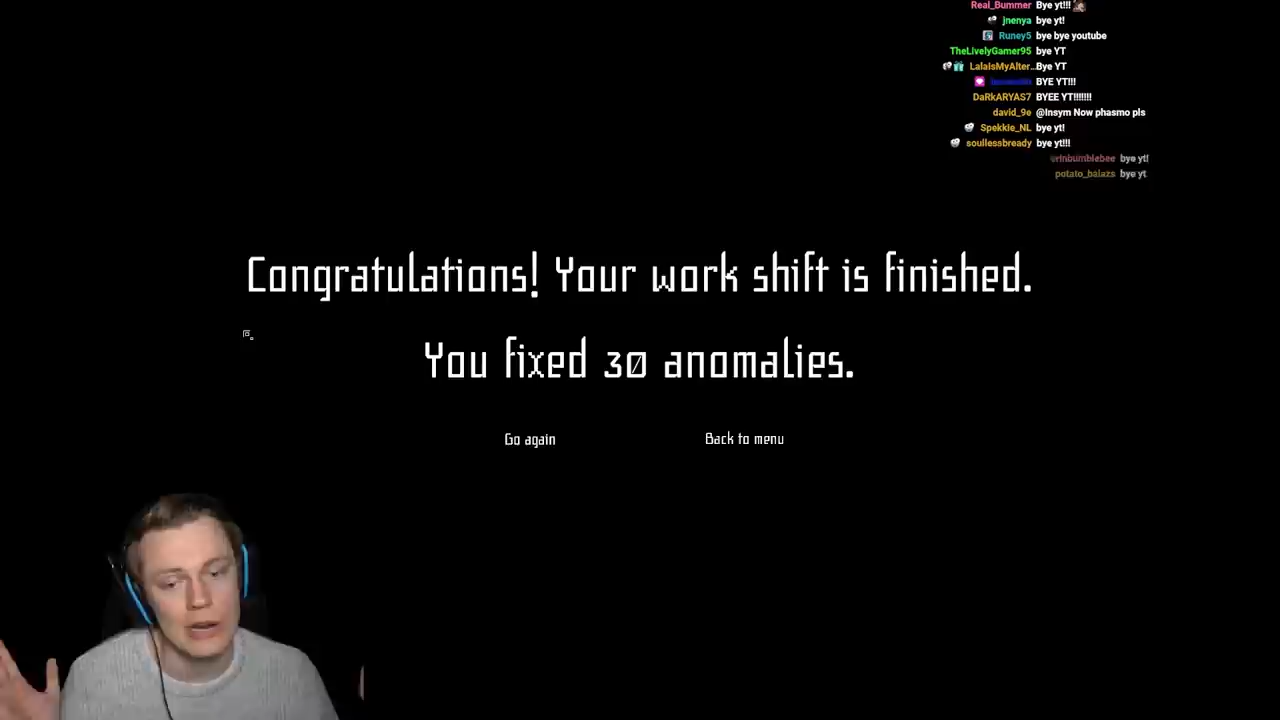 Real_Bummer Bye yt!!!
jnenya bye yt!
Runey5 bye bye youtube
TheLivelyGamer95 bye YT
LalaIsMyAlter... Bye YT
BYE YT!!!
DaRkARYAS7 BYEE YT!!!!!!!
david_9e @Insym Now phasmo pls
Spekkie_NL bye yt!
soullessbready bye yt!!!
bye yt!
potato_balazs bye yt
Congratulations! Your work shift is finished.
You fixed 30 anomalies.
Go again
Back to menu